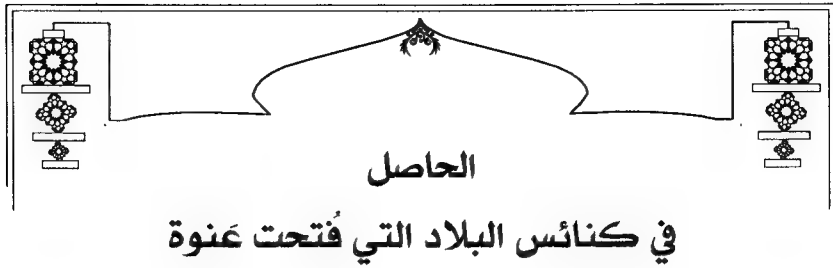 الحاصل
في كنائس البلاد التي فُتحت عَنوة